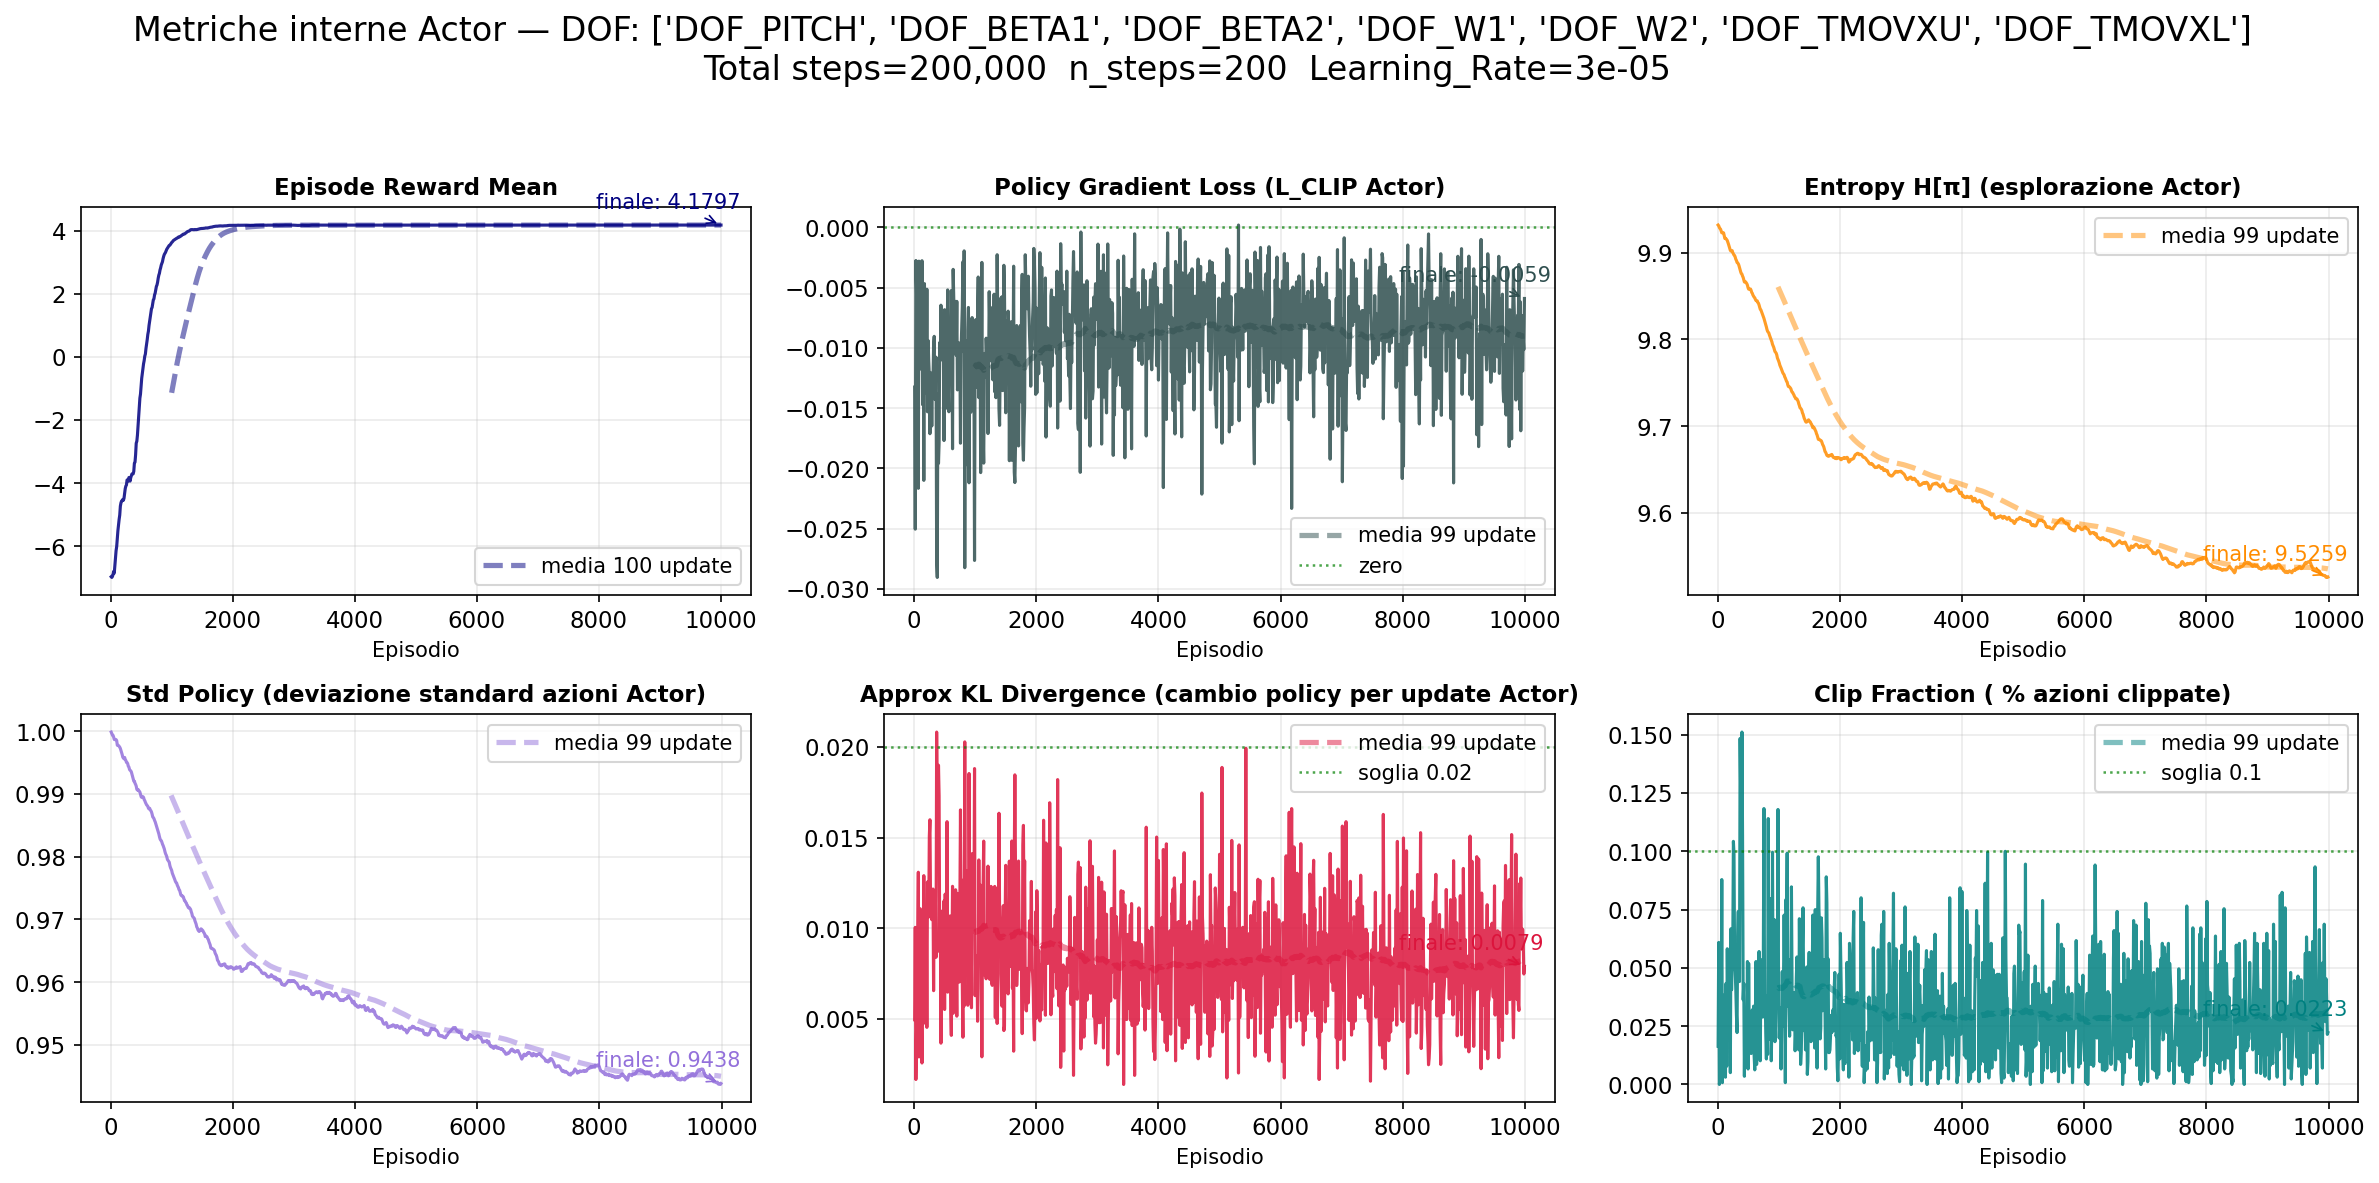 Metriche interne Actor — DOF: ['DOF_PITCH', 'DOF_BETA1', 'DOF_BETA2', 'DOF_W1', 'DOF_W2', 'DOF_TMOVXU', 'DOF_TMOVXL']
Total steps=200,000  n_steps=200  Learning_Rate=3e-05
Episode Reward Mean
finale: 4.1797
4
2
0
−2
−4
−6
media 100 update
0 2000 4000 6000 8000 10000
Episodio
Policy Gradient Loss (L_CLIP Actor)
0.000
−0.005
−0.010
−0.015
−0.020
−0.025
−0.030
finale: -0.0059
media 99 update
zero
0 2000 4000 6000 8000 10000
Episodio
Entropy H[π] (esplorazione Actor)
media 99 update
9.9
9.8
9.7
9.6
finale: 9.5259
0 2000 4000 6000 8000 10000
Episodio
Std Policy (deviazione standard azioni Actor)
media 99 update
1.00
0.99
0.98
0.97
0.96
0.95
finale: 0.9438
0 2000 4000 6000 8000 10000
Episodio
Approx KL Divergence (cambio policy per update Actor)
media 99 update
soglia 0.02
0.020
0.015
0.010
0.005
finale: 0.0079
0 2000 4000 6000 8000 10000
Episodio
Clip Fraction ( % azioni clippate)
media 99 update
soglia 0.1
0.150
0.125
0.100
0.075
0.050
0.025
0.000
finale: 0.0223
0 2000 4000 6000 8000 10000
Episodio